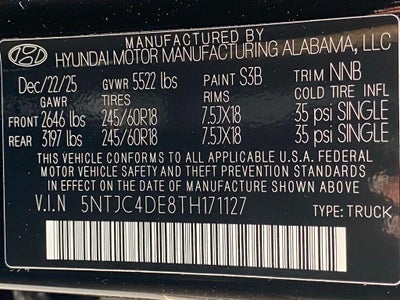 MANUFACTURED BY
HYUNDAI MOTOR MANUFACTURING ALABAMA, LLC
Dec/22/25 GVWR 5522 lbs PAINT S3B TRIM NNB
GAWR TIRES RIMS COLD TIRE INFL
FRONT 2646 lbs 245/60R18 7.5JX18 35 psi SINGLE
REAR 3197 lbs 245/60R18 7.5JX18 35 psi SINGLE
THIS VEHICLE CONFORMS TO ALL APPLICABLE U.S.A. FEDERAL
MOTOR VEHICLE SAFETY AND THEFT PREVENTION STANDARDS
IN EFFECT ON THE DATE OF MANUFACTURE SHOWN ABOVE.
V.I.N 5NTJC4DE8TH171127 TYPE: TRUCK